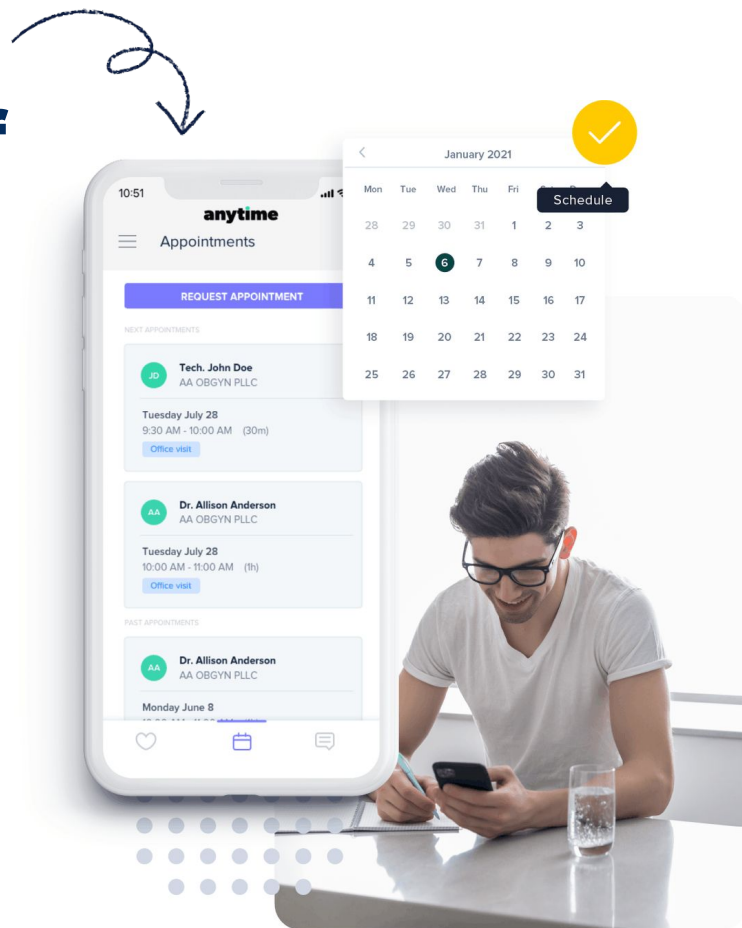 10:51
anytime
Appointments
REQUEST APPOINTMENT
NEXT APPOINTMENTS
JD
Tech. John Doe
AA OBGYN PLLC
Tuesday July 28
9:30 AM - 10:00 AM (30m)
Office visit
AA
Dr. Allison Anderson
AA OBGYN PLLC
Tuesday July 28
10:00 AM - 11:00 AM (1h)
Office visit
PAST APPOINTMENTS
AA
Dr. Allison Anderson
AA OBGYN PLLC
Monday June 8
January 2021
Mon Tue Wed Thu Fri
Schedule
28 29 30 31 1 2 3
4 5 6 7 8 9 10
11 12 13 14 15 16 17
18 19 20 21 22 23 24
25 26 27 28 29 30 31